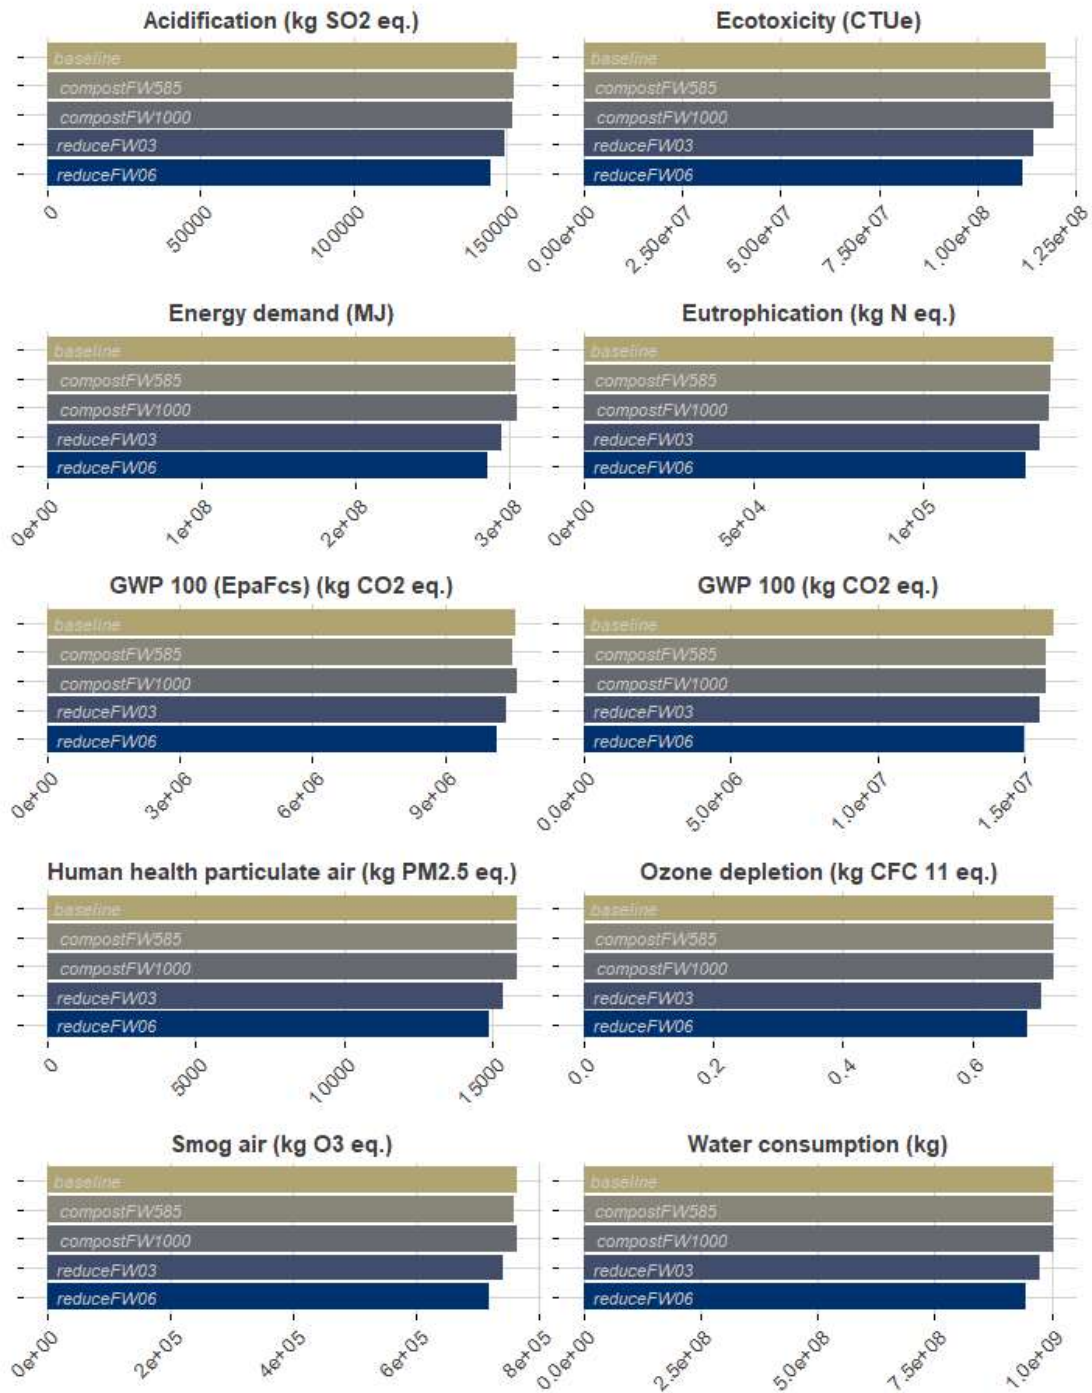 Acidification (kg SO2 eq.)
baseline
compostFW585
compostFW1000
reduceFW03
reduceFW06
0
50000
100000
150000
Ecotoxicity (CTUe)
baseline
compostFW585
compostFW1000
reduceFW03
reduceFW06
0.00e+00
2.50e+07
5.00e+07
7.50e+07
1.00e+08
1.25e+08
Energy demand (MJ)
baseline
compostFW585
compostFW1000
reduceFW03
reduceFW06
0e+00
1e+08
2e+08
3e+08
Eutrophication (kg N eq.)
baseline
compostFW585
compostFW1000
reduceFW03
reduceFW06
0e+00
5e+04
1e+05
GWP 100 (EpaFcs) (kg CO2 eq.)
baseline
compostFW585
compostFW1000
reduceFW03
reduceFW06
0e+00
3e+06
6e+06
9e+06
GWP 100 (kg CO2 eq.)
baseline
compostFW585
compostFW1000
reduceFW03
reduceFW06
0.0e+00
5.0e+06
1.0e+07
1.5e+07
Human health particulate air (kg PM2.5 eq.)
baseline
compostFW585
compostFW1000
reduceFW03
reduceFW06
0
5000
10000
15000
Ozone depletion (kg CFC 11 eq.)
baseline
compostFW585
compostFW1000
reduceFW03
reduceFW06
0.0
0.2
0.4
0.6
Smog air (kg O3 eq.)
baseline
compostFW585
compostFW1000
reduceFW03
reduceFW06
0e+00
2e+05
4e+05
6e+05
8e+05
Water consumption (kg)
baseline
compostFW585
compostFW1000
reduceFW03
reduceFW06
0.0e+00
2.5e+08
5.0e+08
7.5e+08
1.0e+09